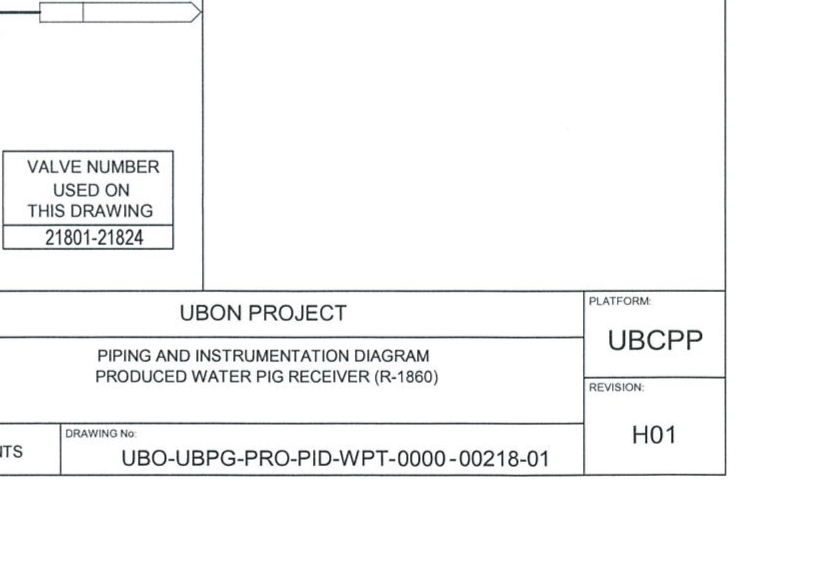 VALVE NUMBER
USED ON
THIS DRAWING
21801-21824
UBON PROJECT
PLATFORM:
UBCPP
PIPING AND INSTRUMENTATION DIAGRAM
PRODUCED WATER PIG RECEIVER (R-1860)
REVISION:
H01
NTS
DRAWING No:
UBO-UBPG-PRO-PID-WPT-0000-00218-01